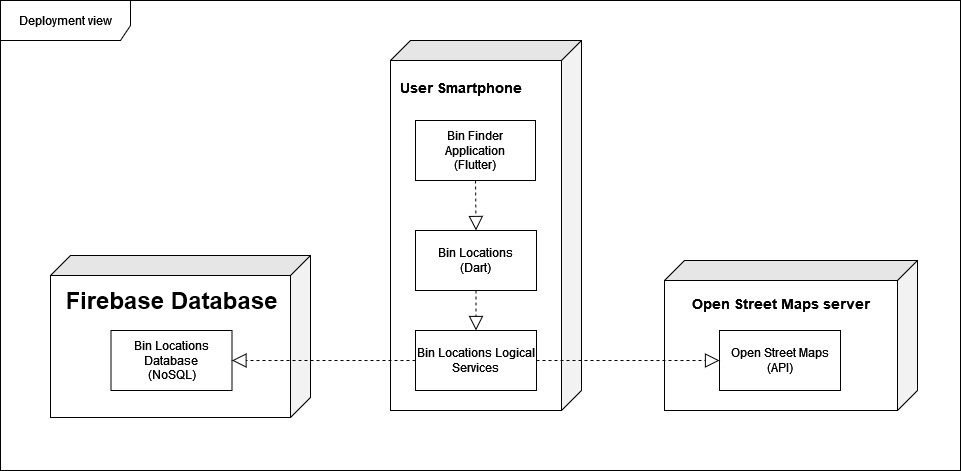 Deployment view
User Smartphone
Bin Finder
Application
(Flutter)
Bin Locations
(Dart)
Bin Locations Logical
Services
Firebase Database
Bin Locations
Database
(NoSQL)
Open Street Maps server
Open Street Maps
(API)